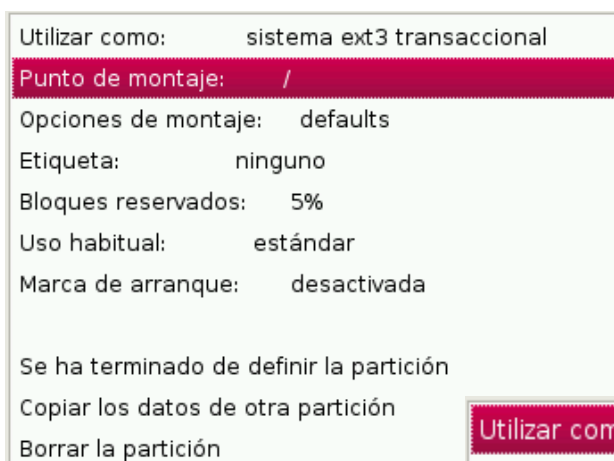 Utilizar como: sistema ext3 transaccional
Punto de montaje: /
Opciones de montaje: defaults
Etiqueta: ninguno
Bloques reservados: 5%
Uso habitual: estándar
Marca de arranque: desactivada
Se ha terminado de definir la partición
Copiar los datos de otra partición
Borrar la partición
Utilizar